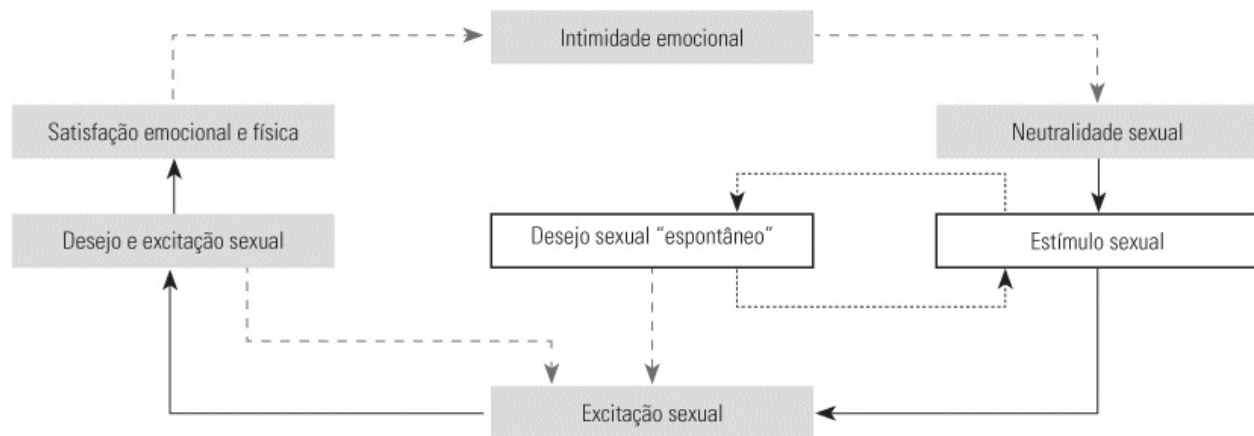 Intimidade emocional
Satisfação emocional e física
Neutralidade sexual
Desejo e excitação sexual
Desejo sexual “espontâneo”
Estímulo sexual
Excitação sexual